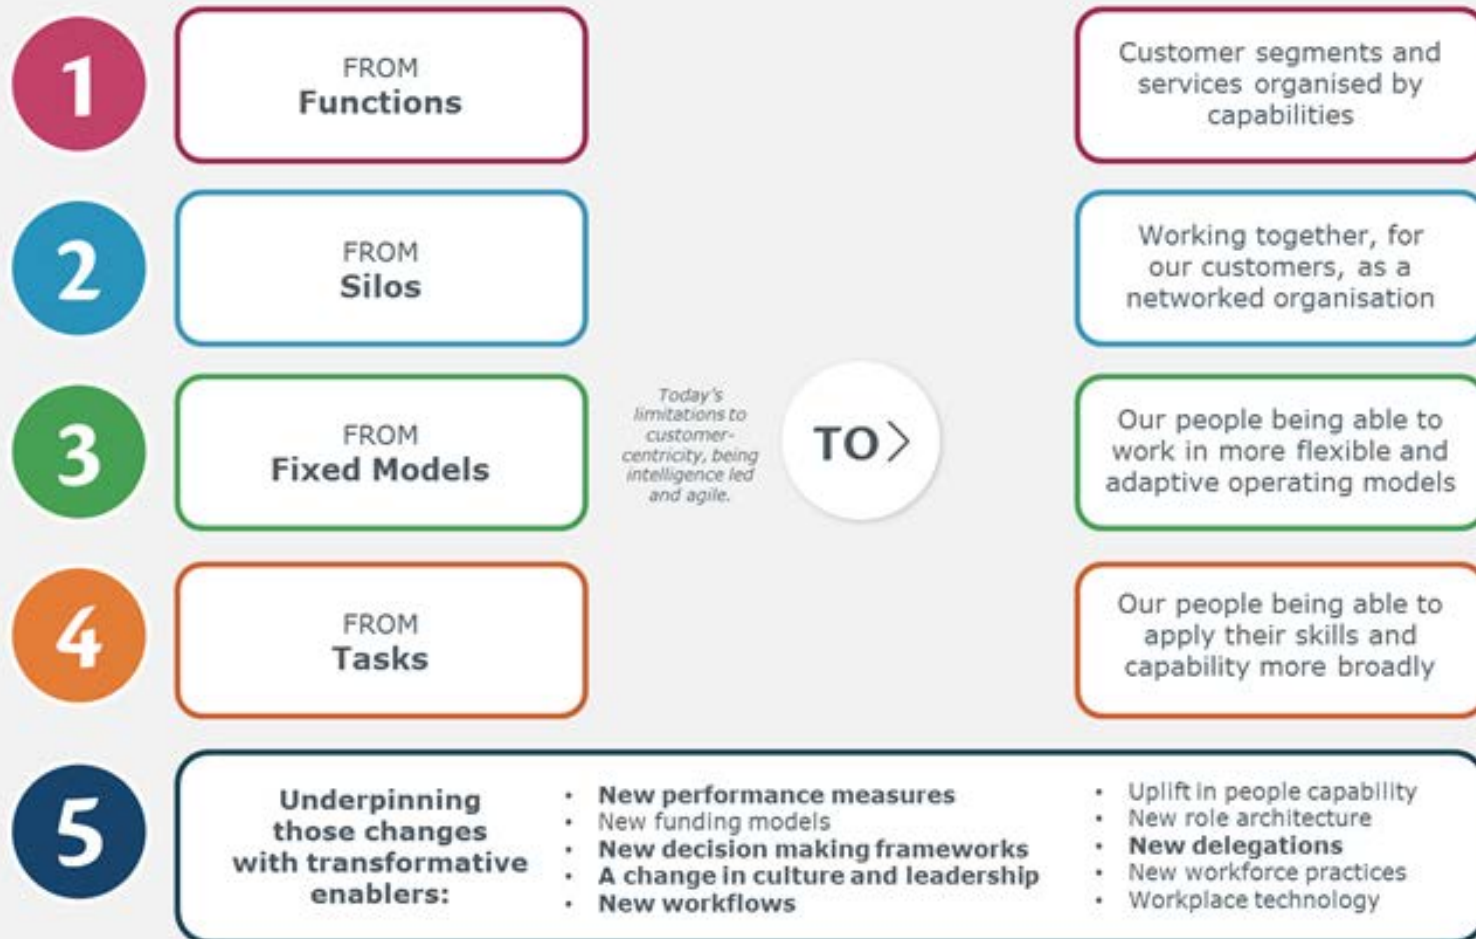 1
FROM
Functions
Customer segments and
services organised by
capabilities
2
FROM
Silos
Working together, for
our customers, as a
networked organisation
3
FROM
Fixed Models
Today's
limitations to
customer-
centricity, being
intelligence led
and agile.
TO >
Our people being able to
work in more flexible and
adaptive operating models
4
FROM
Tasks
Our people being able to
apply their skills and
capability more broadly
5
Underpinning
those changes
with transformative
enablers:
• New performance measures
• New funding models
• New decision making frameworks
• A change in culture and leadership
• New workflows
• Uplift in people capability
• New role architecture
• New delegations
• New workforce practices
• Workplace technology